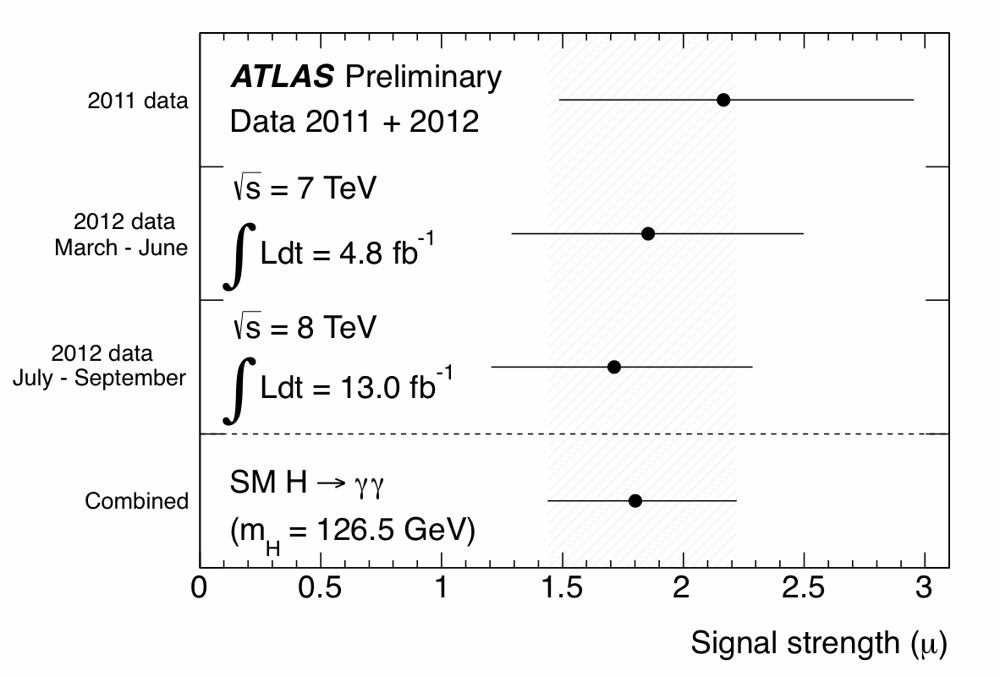 ATLAS Preliminary
Data 2011 + 2012
2011 data
√s = 7 TeV
∫ Ldt = 4.8 fb⁻¹
2012 data
March - June
√s = 8 TeV
∫ Ldt = 13.0 fb⁻¹
2012 data
July - September
SM H → γγ
(m_H = 126.5 GeV)
Combined
0 0.5 1 1.5 2 2.5 3
Signal strength (μ)